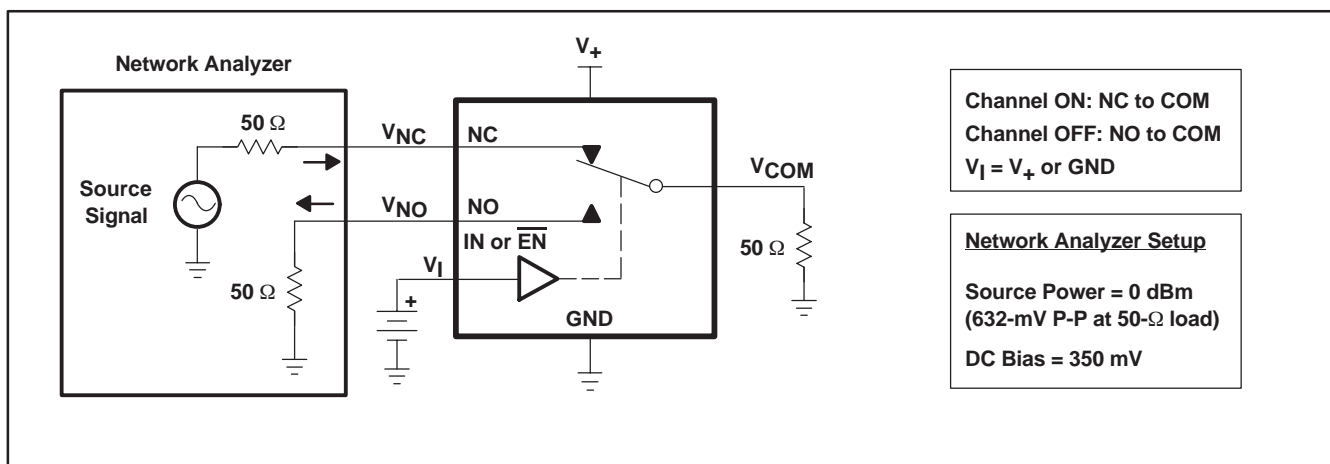 Network Analyzer
50 Ω
Source
Signal
50 Ω
V+
VNC
NC
VNO
NO
IN or E̅N̅
VI
+
GND
VCOM
50 Ω
Channel ON: NC to COM
Channel OFF: NO to COM
VI = V+ or GND
Network Analyzer Setup
Source Power = 0 dBm
(632-mV P-P at 50-Ω load)
DC Bias = 350 mV